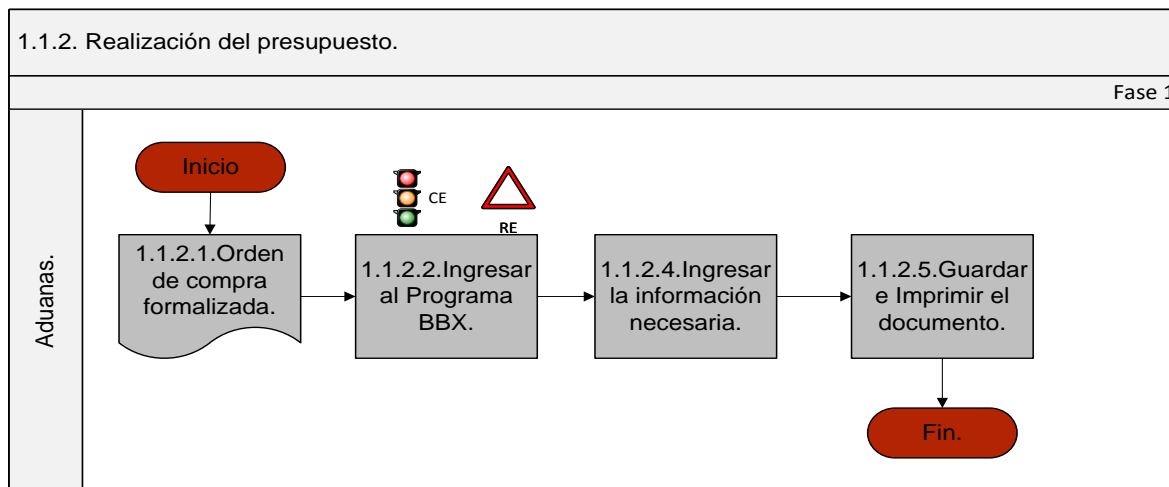 1.1.2. Realización del presupuesto.
Fase 1
Aduanas.
Inicio
CE
RE
1.1.2.1.Orden
de compra
formalizada.
1.1.2.2.Ingresar
al Programa
BBX.
1.1.2.4.Ingresar
la información
necesaria.
1.1.2.5.Guardar
e Imprimir el
documento.
Fin.